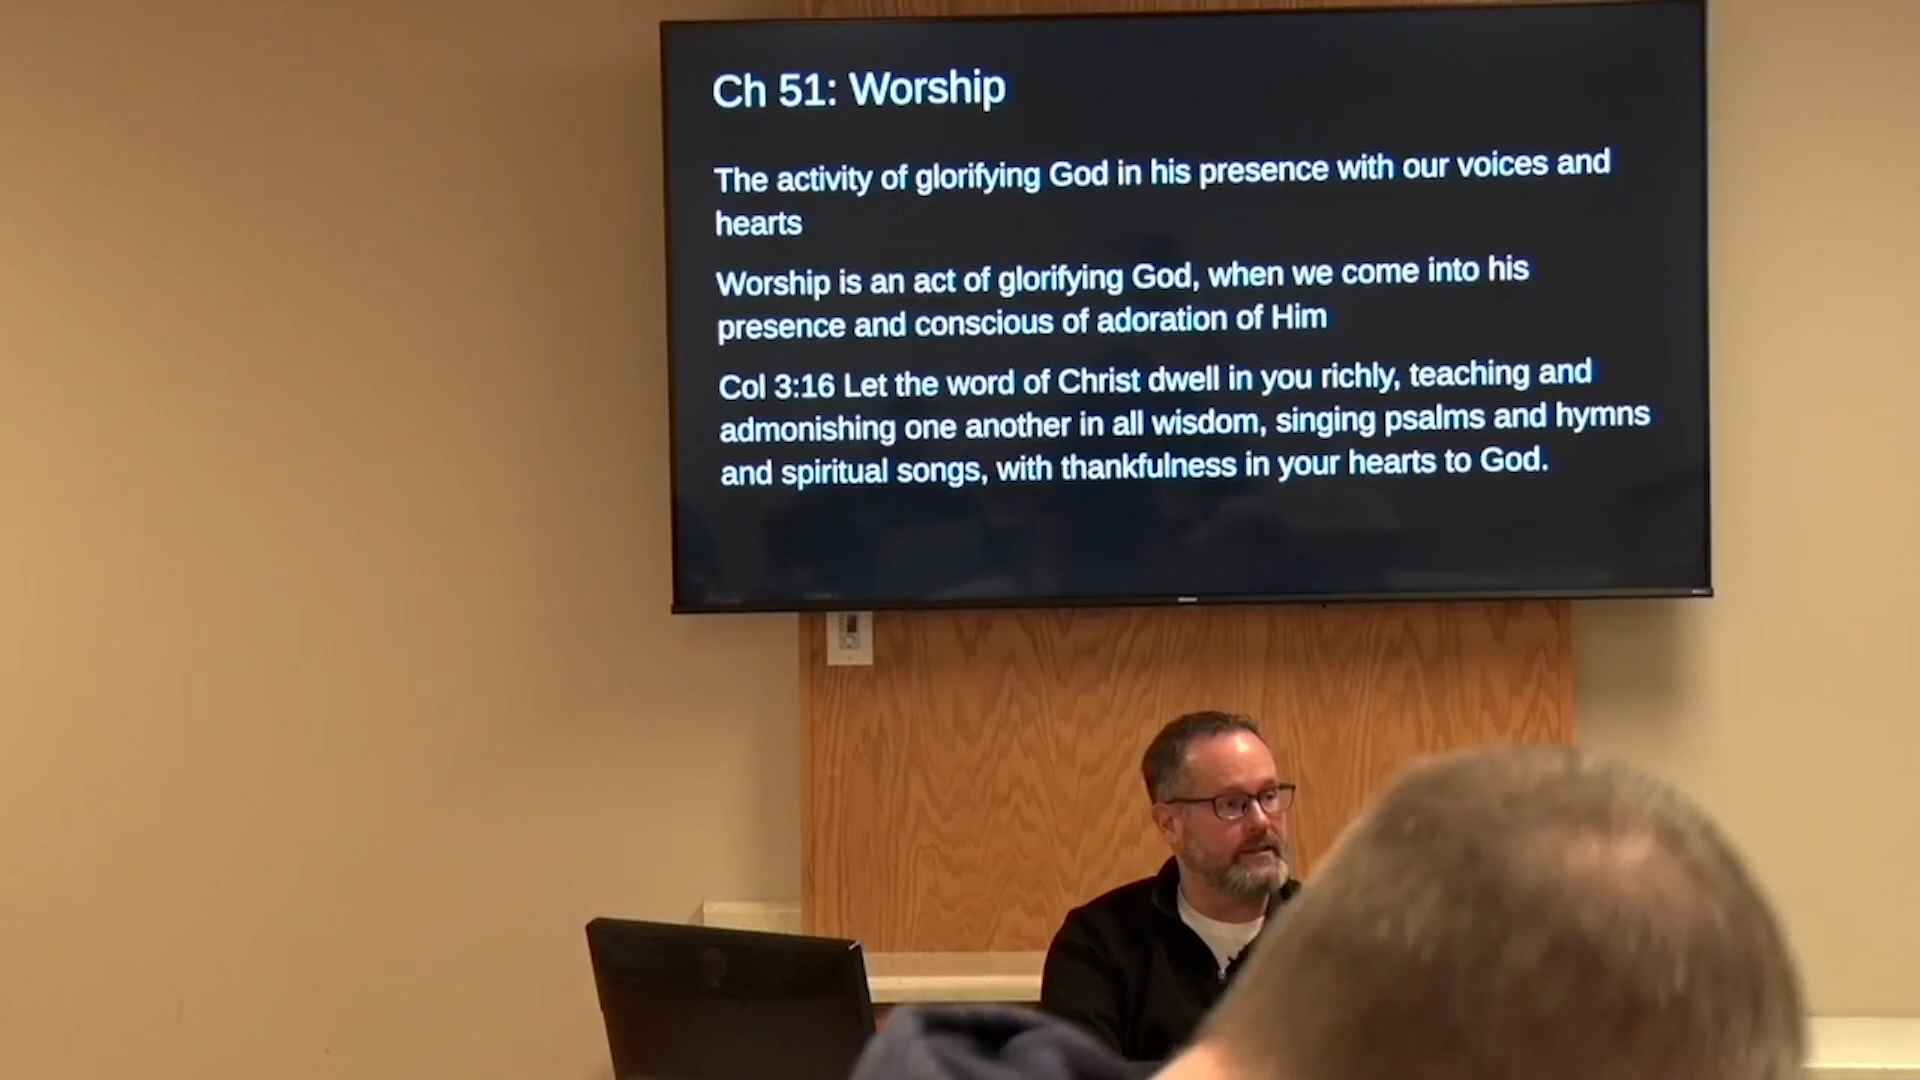 Ch 51: Worship
The activity of glorifying God in his presence with our voices and
hearts
Worship is an act of glorifying God, when we come into his
presence and conscious of adoration of Him
Col 3:16 Let the word of Christ dwell in you richly, teaching and
admonishing one another in all wisdom, singing psalms and hymns
and spiritual songs, with thankfulness in your hearts to God.